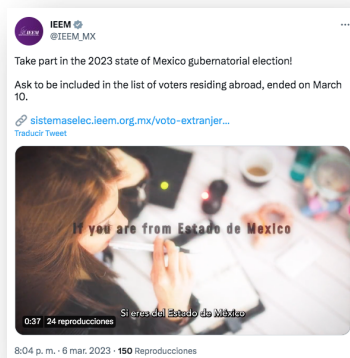 IEEM
@IEEM_MX
Take part in the 2023 state of Mexico gubernatorial election!
Ask to be included in the list of voters residing abroad, ended on March
10.
sistemaselec.ieem.org.mx/voto-extranjer...
Traducir Tweet
If you are from Estado de Mexico
Si eres del Estado de México
0:37 24 reproducciones
8:04 p. m. · 6 mar. 2023 · 150 Reproducciones